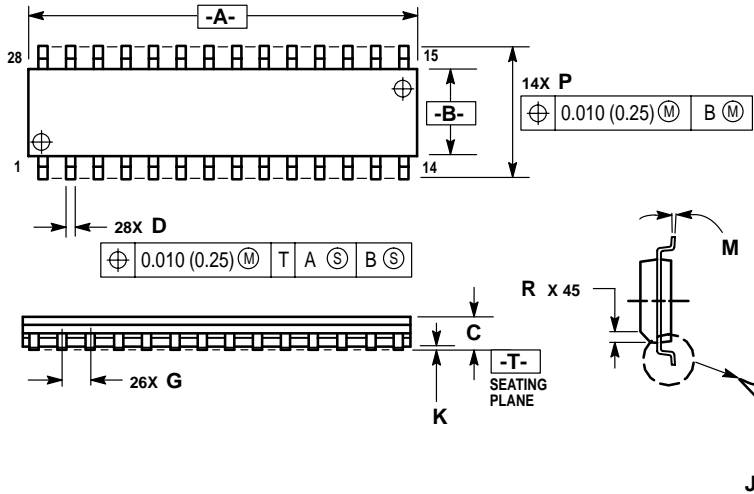 -A-
28
15
14X P
⌖ 0.010 (0.25) Ⓜ B Ⓜ
-B-
1
14
28X D
⌖ 0.010 (0.25) Ⓜ T A Ⓢ B Ⓢ
M
R X 45
C
-T-
26X G
SEATING
PLANE
K
J